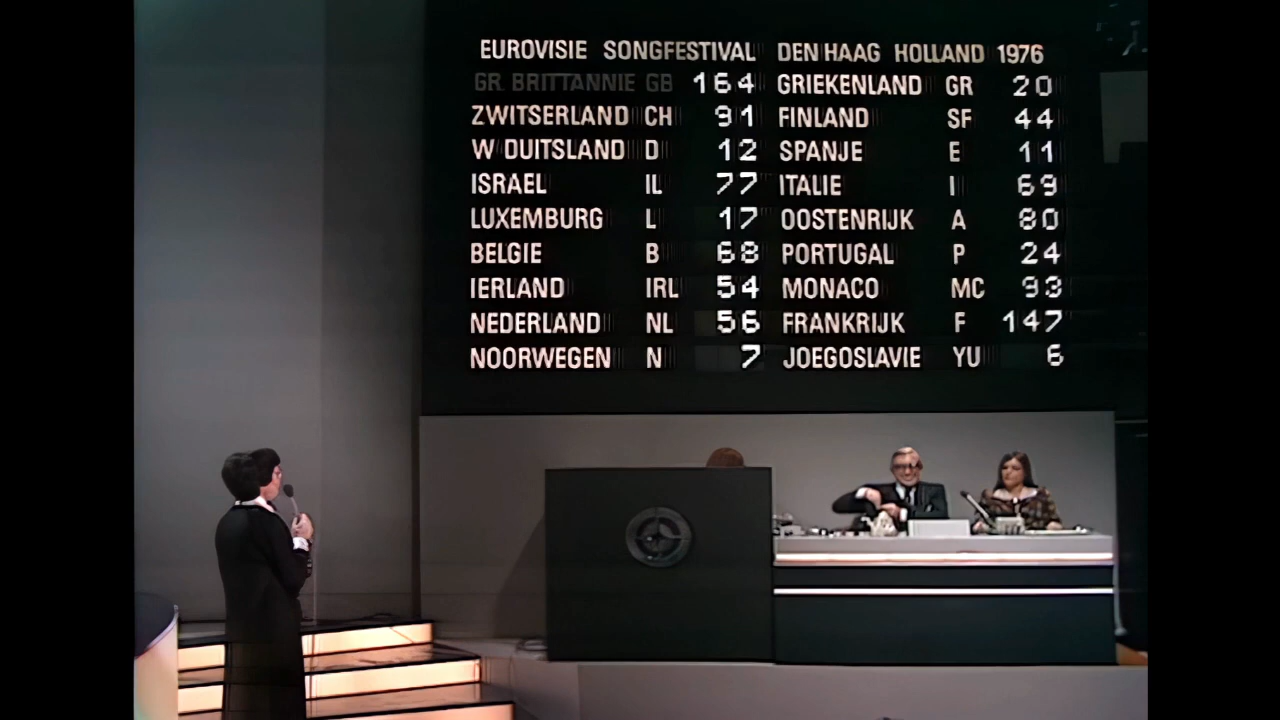 EUROVISIE SONGFESTIVAL DEN HAAG HOLLAND 1976
GR. BRITTANNIE GB 164 GRIEKENLAND GR 20
ZWITSERLAND CH 91 FINLAND SF 44
W DUITSLAND D 12 SPANJE E 11
ISRAEL IL 77 ITALIE I 69
LUXEMBURG L 17 OOSTENRIJK A 80
BELGIE B 68 PORTUGAL P 24
IERLAND IRL 54 MONACO MC 93
NEDERLAND NL 56 FRANKRIJK F 147
NOORWEGEN N 7 JOEGOSLAVIE YU 6